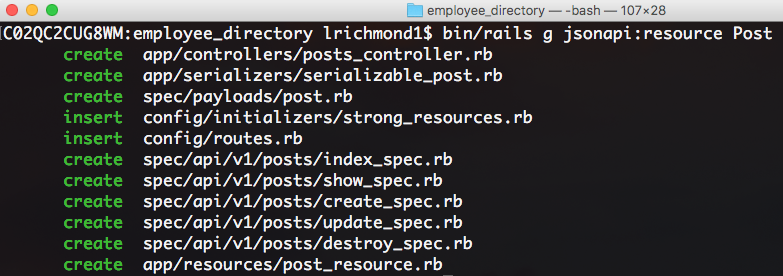 employee_directory — -bash — 107×28
[C02QC2CUG8WM:employee_directory lrichmond1$ bin/rails g jsonapi:resource Post
create app/controllers/posts_controller.rb
create app/serializers/serializable_post.rb
create spec/payloads/post.rb
insert config/initializers/strong_resources.rb
insert config/routes.rb
create spec/api/v1/posts/index_spec.rb
create spec/api/v1/posts/show_spec.rb
create spec/api/v1/posts/create_spec.rb
create spec/api/v1/posts/update_spec.rb
create spec/api/v1/posts/destroy_spec.rb
create app/resources/post_resource.rb